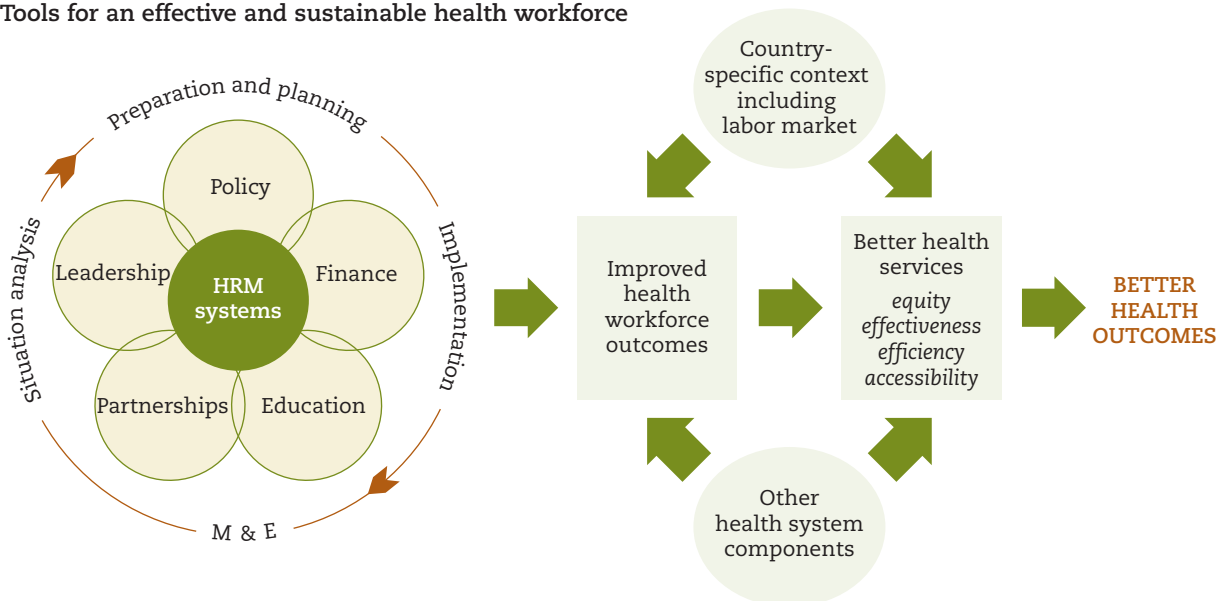 Tools for an effective and sustainable health workforce
Preparation and planning
Situation analysis
Implementation
M & E
Policy
Leadership
Finance
HRM
systems
Partnerships
Education
Country-
specific context
including
labor market
Improved
health
workforce
outcomes
Better health
services
equity
effectiveness
efficiency
accessibility
BETTER
HEALTH
OUTCOMES
Other
health system
components